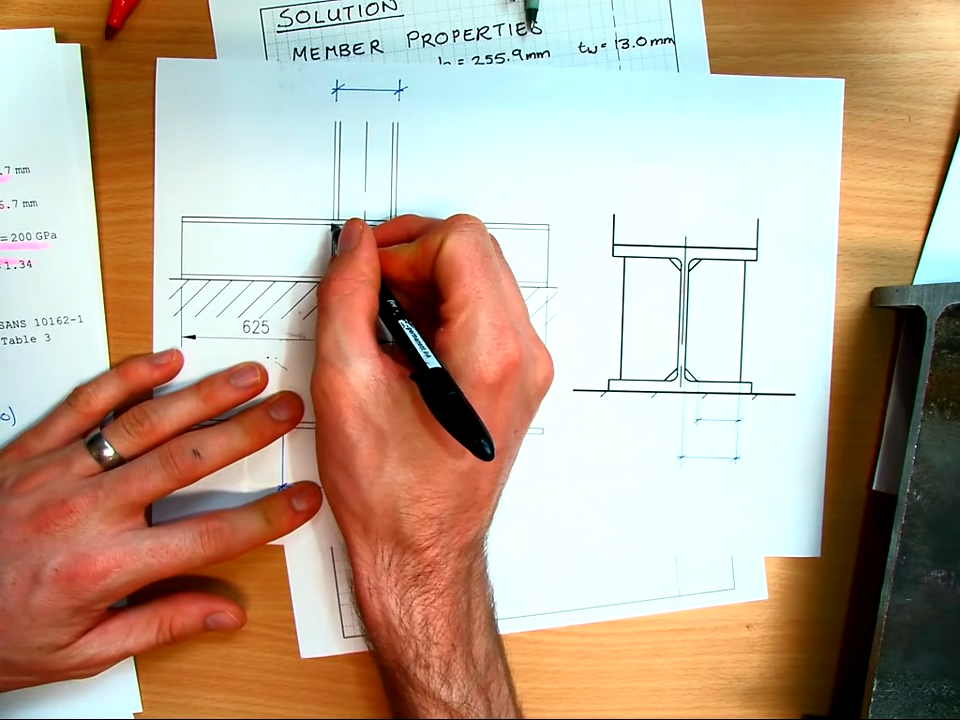 SOLUTION
MEMBER PROPERTIES
h = 255.9mm tw = 13.0mm
.7 mm
6.7 mm
= 200 GPa
1.34
SANS 10162-1
Table 3
625